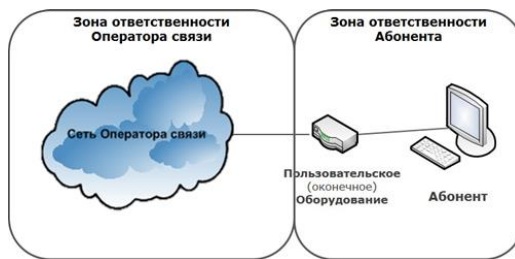 Зона ответственности
Оператора связи
Зона ответственности
Абонента
Сеть Оператора связи
Пользовательское
(оконечное)
Оборудование
Абонент